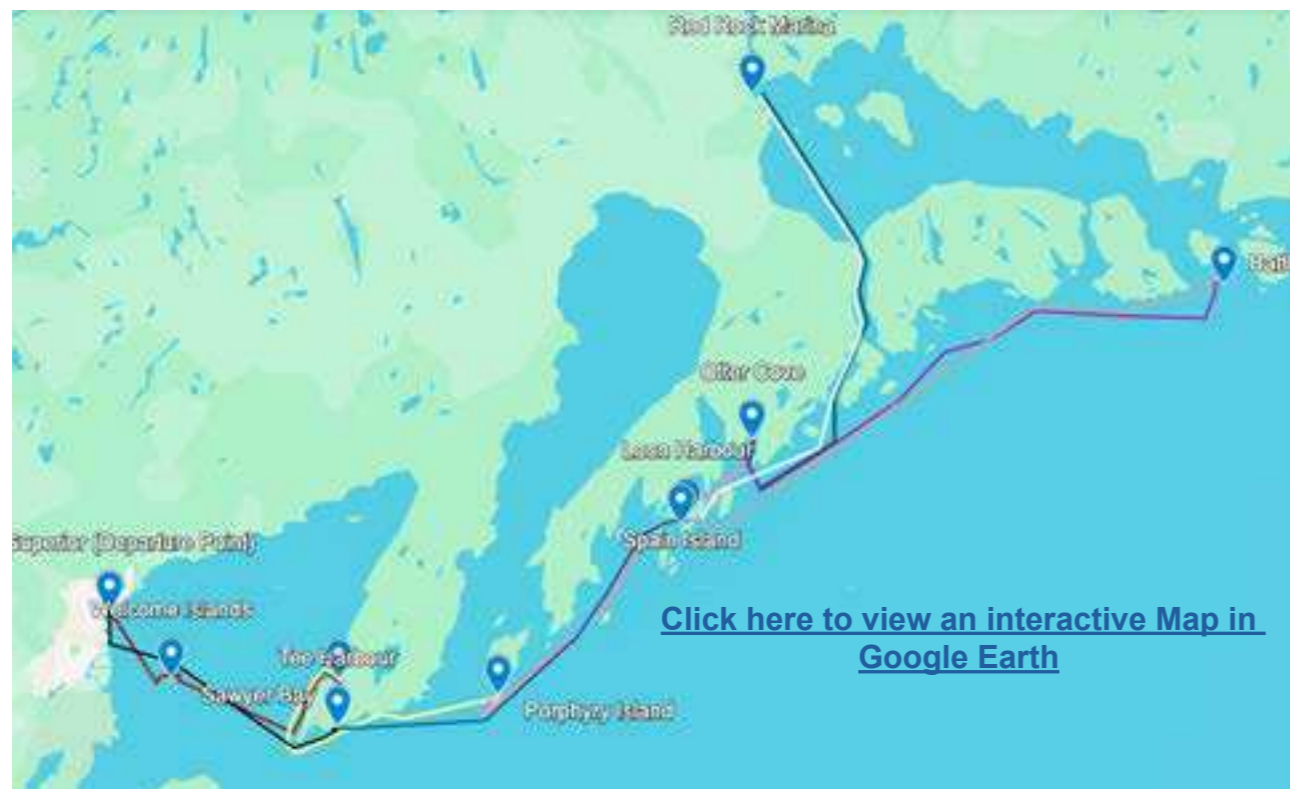 Red Rock Marina
Otter Cove
Loon Harbour
Spain Island
Superior (Departure Point)
Welcome Islands
Click here to view an interactive Map in
Google Earth
Tee Harbour
Sawyer Bay
Porphyry Island